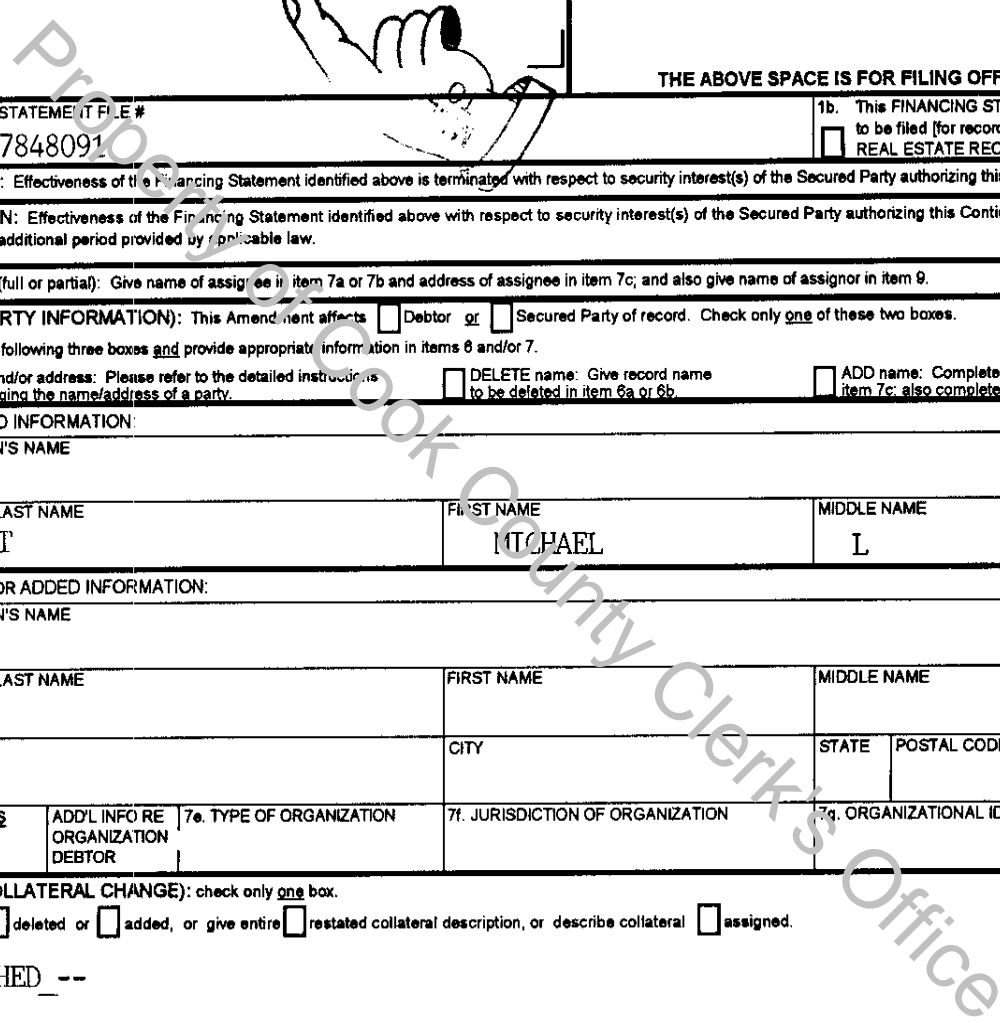 THE ABOVE SPACE IS FOR FILING OFF
STATEMENT FILE #
7848091
1b. This FINANCING ST
to be filed [for record
REAL ESTATE REC
: Effectiveness of the Financing Statement identified above is terminated with respect to security interest(s) of the Secured Party authorizing this
N: Effectiveness of the Financing Statement identified above with respect to security interest(s) of the Secured Party authorizing this Conti
additional period provided by applicable law.
(full or partial): Give name of assignee in item 7a or 7b and address of assignee in item 7c; and also give name of assignor in item 9.
RTY INFORMATION): This Amendment affects Debtor or Secured Party of record. Check only one of these two boxes.
following three boxes and provide appropriate information in items 6 and/or 7.
nd/or address: Please refer to the detailed instructions
ging the name/address of a party.
DELETE name: Give record name
to be deleted in item 6a or 6b.
ADD name: Complete
item 7c; also complete
D INFORMATION:
N'S NAME
LAST NAME
FIRST NAME
MIDDLE NAME
T
MICHAEL
L
OR ADDED INFORMATION:
N'S NAME
LAST NAME
FIRST NAME
MIDDLE NAME
CITY
STATE
POSTAL CODE
S
ADD'L INFO RE
ORGANIZATION
DEBTOR
7e. TYPE OF ORGANIZATION
7f. JURISDICTION OF ORGANIZATION
7g. ORGANIZATIONAL ID
OLLATERAL CHANGE): check only one box.
deleted or added, or give entire restated collateral description, or describe collateral assigned.
HED --
Property of Cook County Clerk's Office